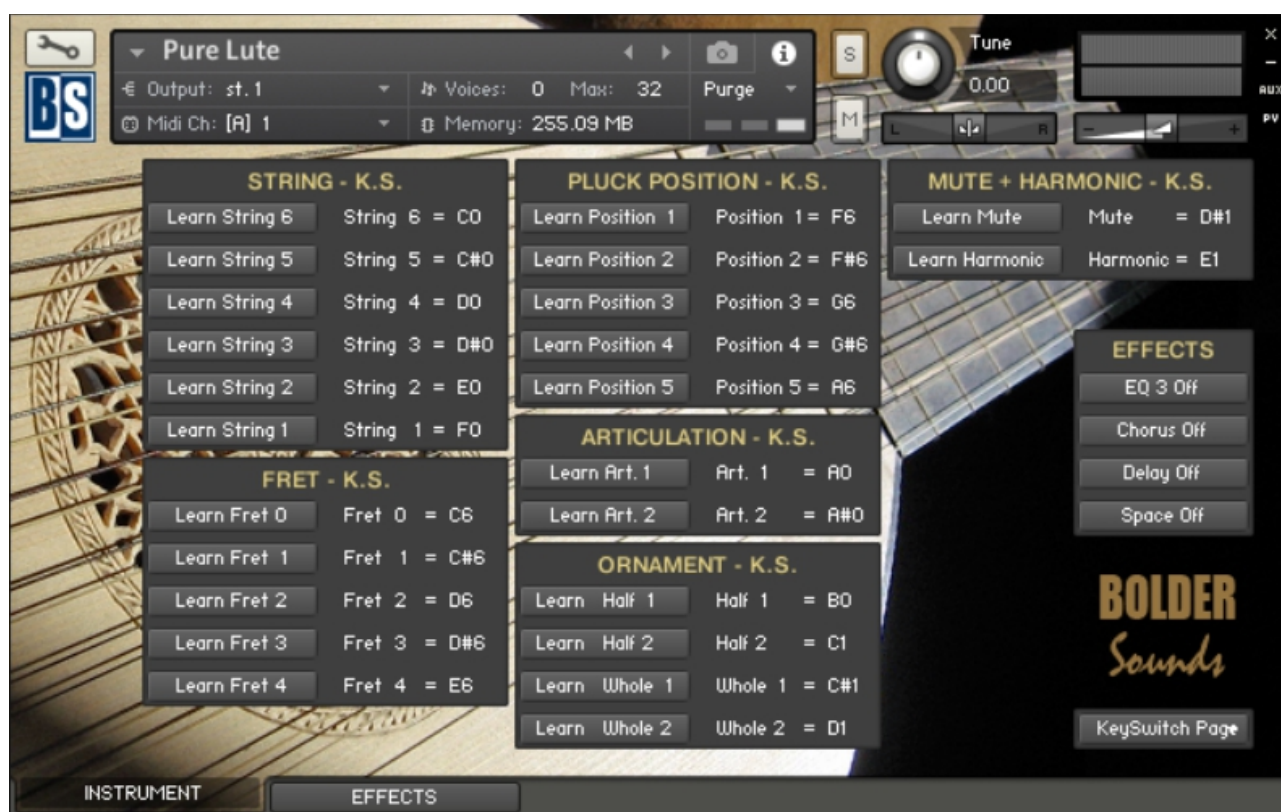 Pure Lute
Output: st.1
Voices: 0 Max: 32
Purge
Midi Ch: [A] 1
Memory: 255.09 MB
S
M
Tune
0.00
L R
- +
×
–
AUX
PV
BS
STRING - K.S.
Learn String 6 String 6 = C0
Learn String 5 String 5 = C#0
Learn String 4 String 4 = D0
Learn String 3 String 3 = D#0
Learn String 2 String 2 = E0
Learn String 1 String 1 = F0
FRET - K.S.
Learn Fret 0 Fret 0 = C6
Learn Fret 1 Fret 1 = C#6
Learn Fret 2 Fret 2 = D6
Learn Fret 3 Fret 3 = D#6
Learn Fret 4 Fret 4 = E6
PLUCK POSITION - K.S.
Learn Position 1 Position 1 = F6
Learn Position 2 Position 2 = F#6
Learn Position 3 Position 3 = G6
Learn Position 4 Position 4 = G#6
Learn Position 5 Position 5 = A6
ARTICULATION - K.S.
Learn Art. 1 Art. 1 = A0
Learn Art. 2 Art. 2 = A#0
ORNAMENT - K.S.
Learn Half 1 Half 1 = B0
Learn Half 2 Half 2 = C1
Learn Whole 1 Whole 1 = C#1
Learn Whole 2 Whole 2 = D1
MUTE + HARMONIC - K.S.
Learn Mute Mute = D#1
Learn Harmonic Harmonic = E1
EFFECTS
EQ 3 Off
Chorus Off
Delay Off
Space Off
BOLDER
Sounds
KeySwitch Page
INSTRUMENT
EFFECTS